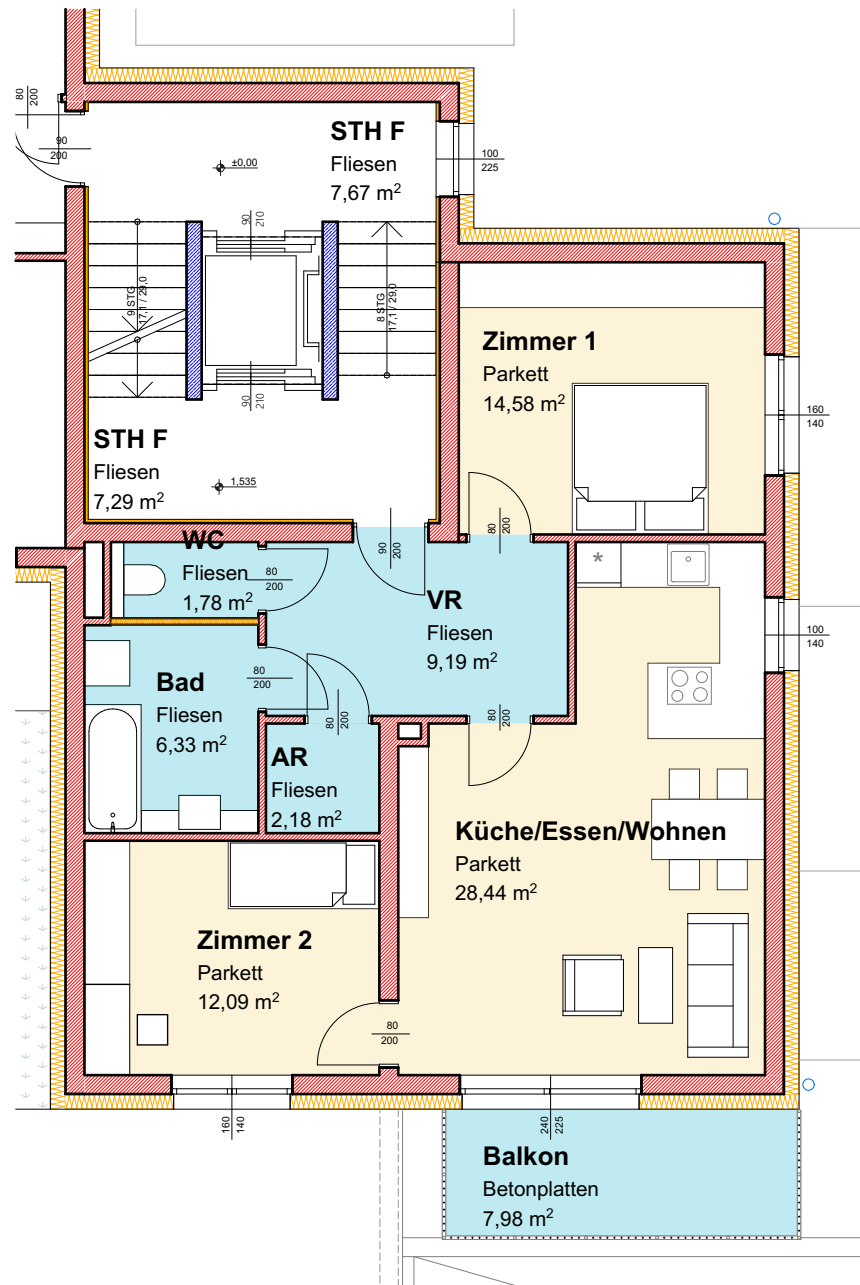 80
200
90
200
STH F
Fliesen
7,67 m²
±0,00
100
225
90
210
9 STG
17,1 / 29,0
8 STG
17,1 / 29,0
Zimmer 1
Parkett
14,58 m²
160
140
90
210
STH F
Fliesen
7,29 m²
1,535
90
200
80
200
WC
Fliesen
1,78 m²
80
200
VR
Fliesen
9,19 m²
*
100
140
Bad
Fliesen
6,33 m²
80
200
80
200
80
200
AR
Fliesen
2,18 m²
Küche/Essen/Wohnen
Parkett
28,44 m²
Zimmer 2
Parkett
12,09 m²
80
200
160
140
240
225
Balkon
Betonplatten
7,98 m²